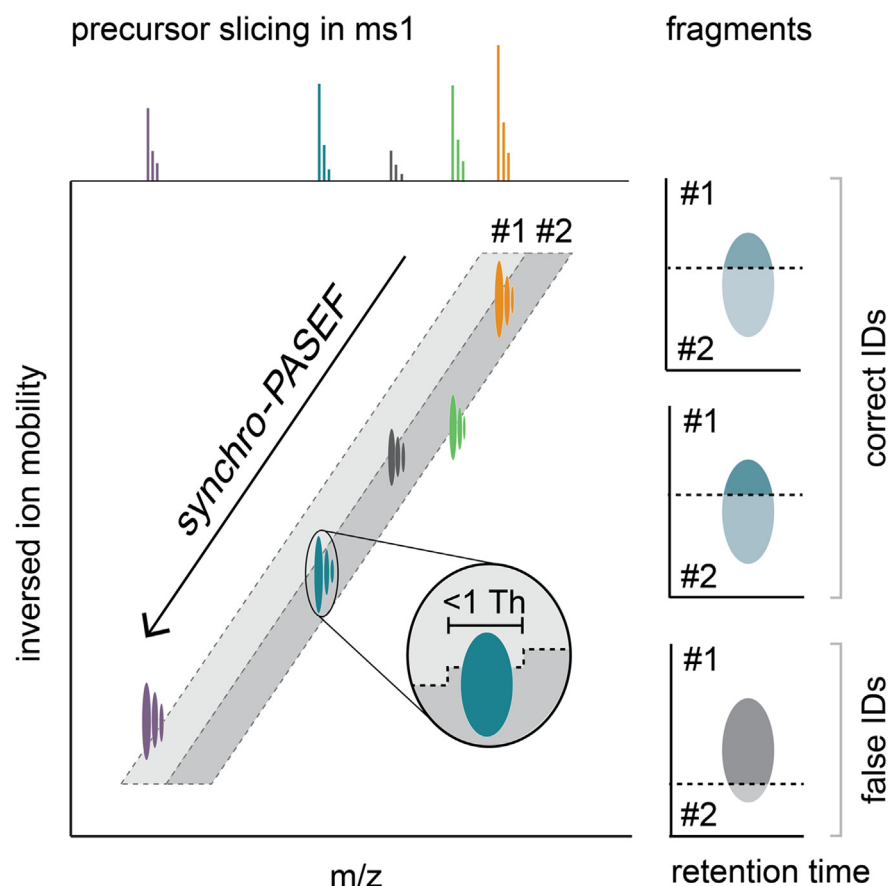 precursor slicing in ms1
fragments
#1 #2
synchro-PASEF
<1 Th
inversed ion mobility
m/z
#1
#2
#1
#2
correct IDs
#1
#2
false IDs
retention time